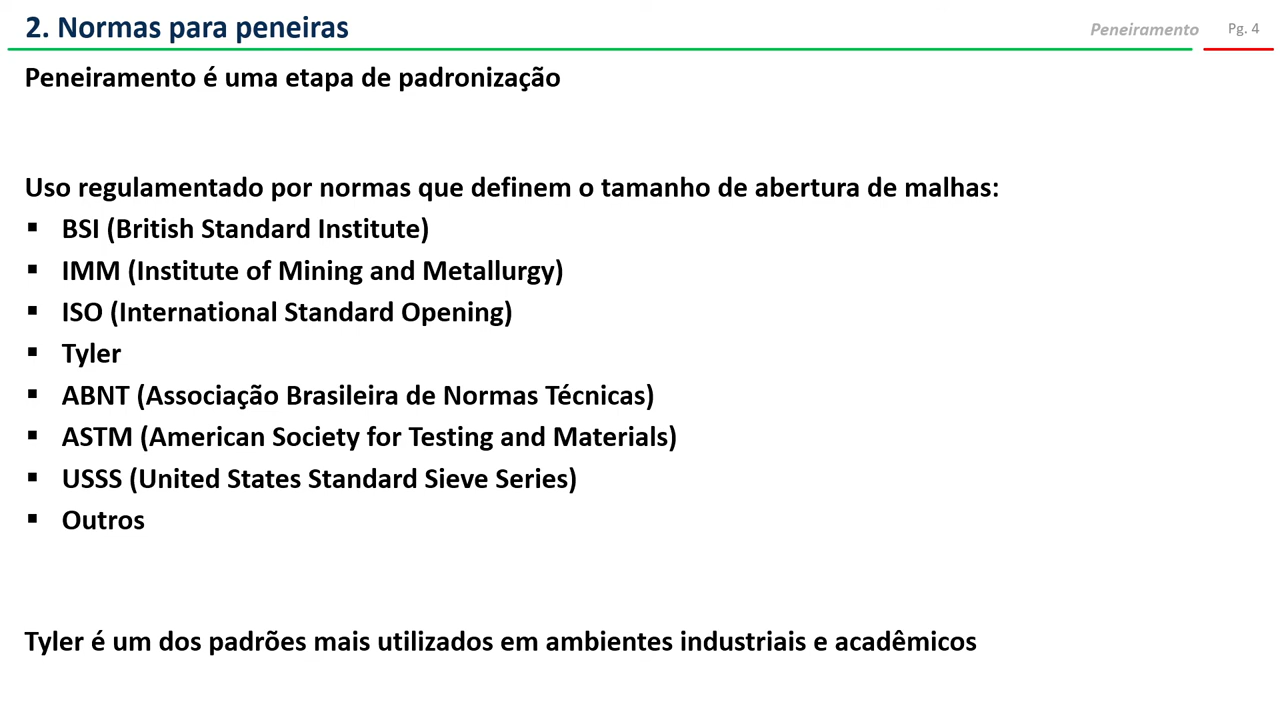 2. Normas para peneiras
Peneiramento
Pg. 4
Peneiramento é uma etapa de padronização
Uso regulamentado por normas que definem o tamanho de abertura de malhas:
▪ BSI (British Standard Institute)
▪ IMM (Institute of Mining and Metallurgy)
▪ ISO (International Standard Opening)
▪ Tyler
▪ ABNT (Associação Brasileira de Normas Técnicas)
▪ ASTM (American Society for Testing and Materials)
▪ USSS (United States Standard Sieve Series)
▪ Outros
Tyler é um dos padrões mais utilizados em ambientes industriais e acadêmicos